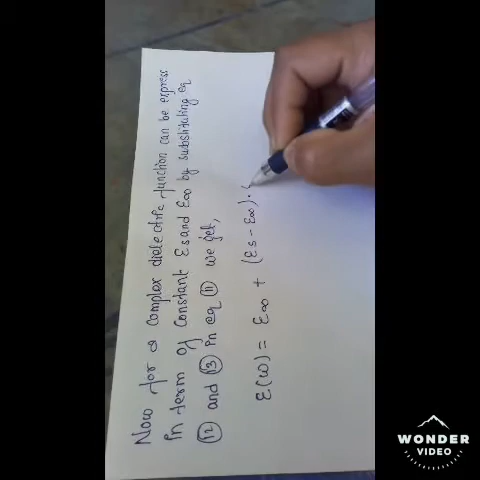 Now for a complex dielectric function can be express
in term of constant εs and ε∞ by substituting eq
⑫ and ⑬ in eq ⑪ we get,
ε(ω) = ε∞ + (εs - ε∞) ·
WONDER
VIDEO